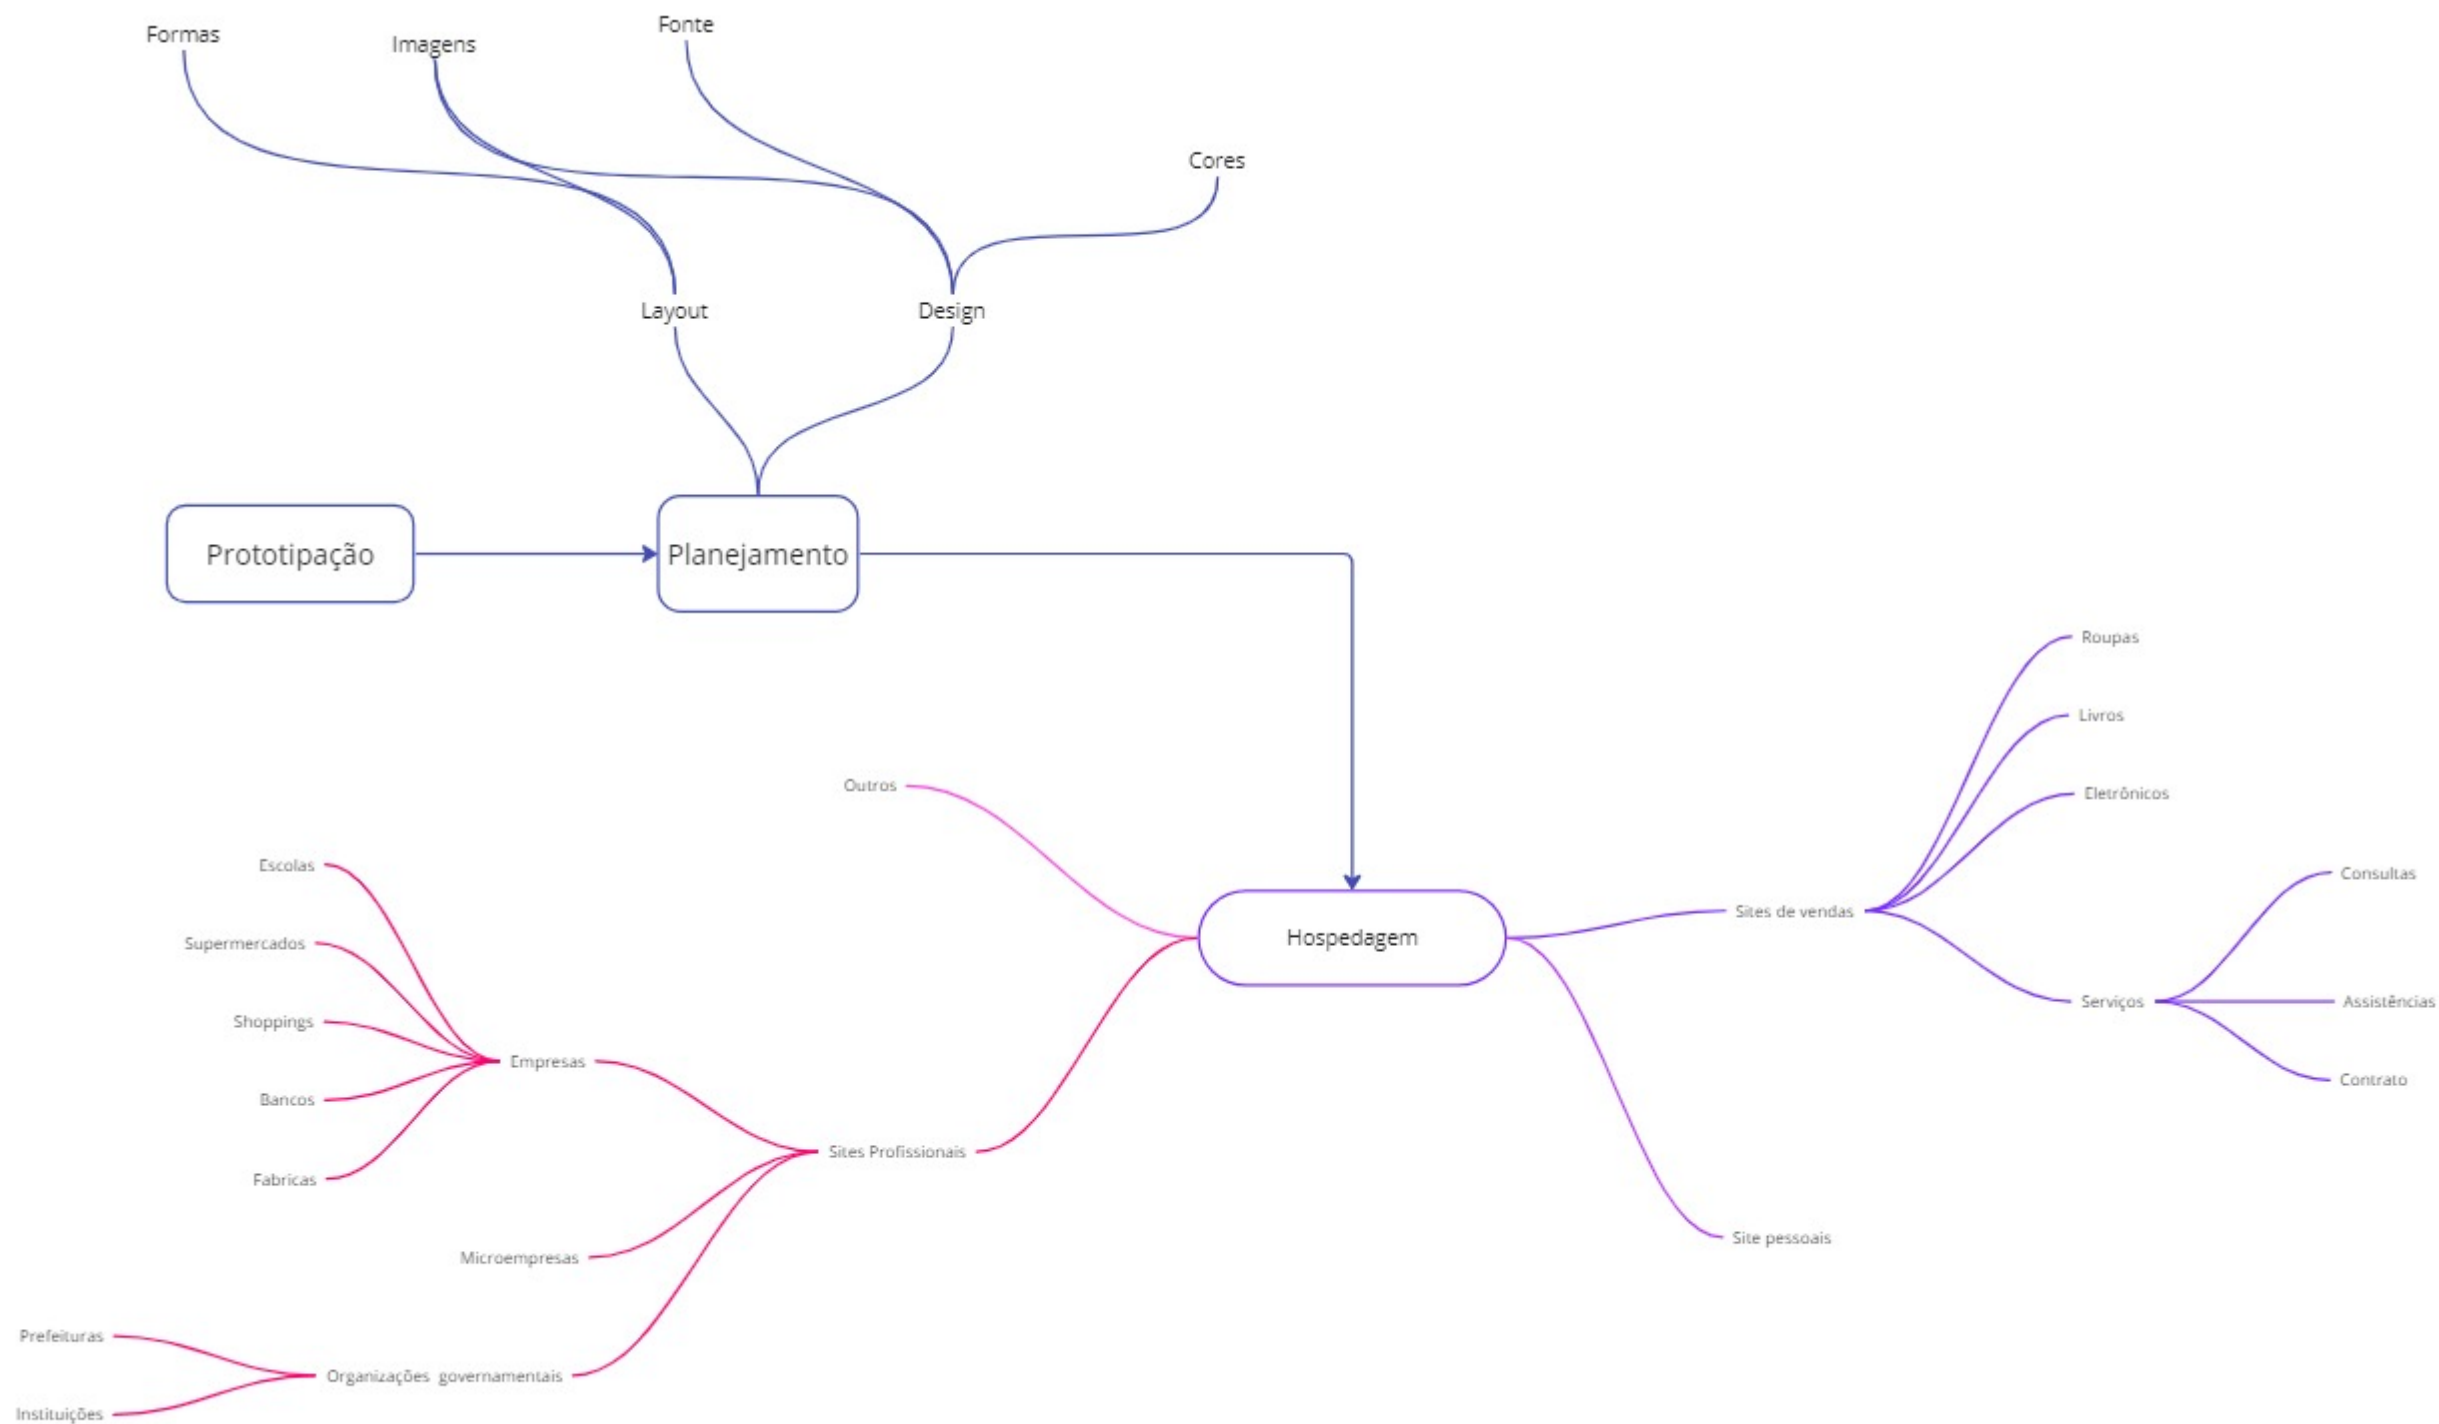 Formas
Imagens
Fonte
Cores
Layout
Design
Prototipação
Planejamento
Roupas
Livros
Outros
Eletrônicos
Escolas
Consultas
Sites de vendas
Supermercados
Hospedagem
Serviços
Assistências
Shoppings
Empresas
Contrato
Bancos
Sites Profissionais
Fabricas
Site pessoais
Microempresas
Prefeituras
Organizações governamentais
Instituições